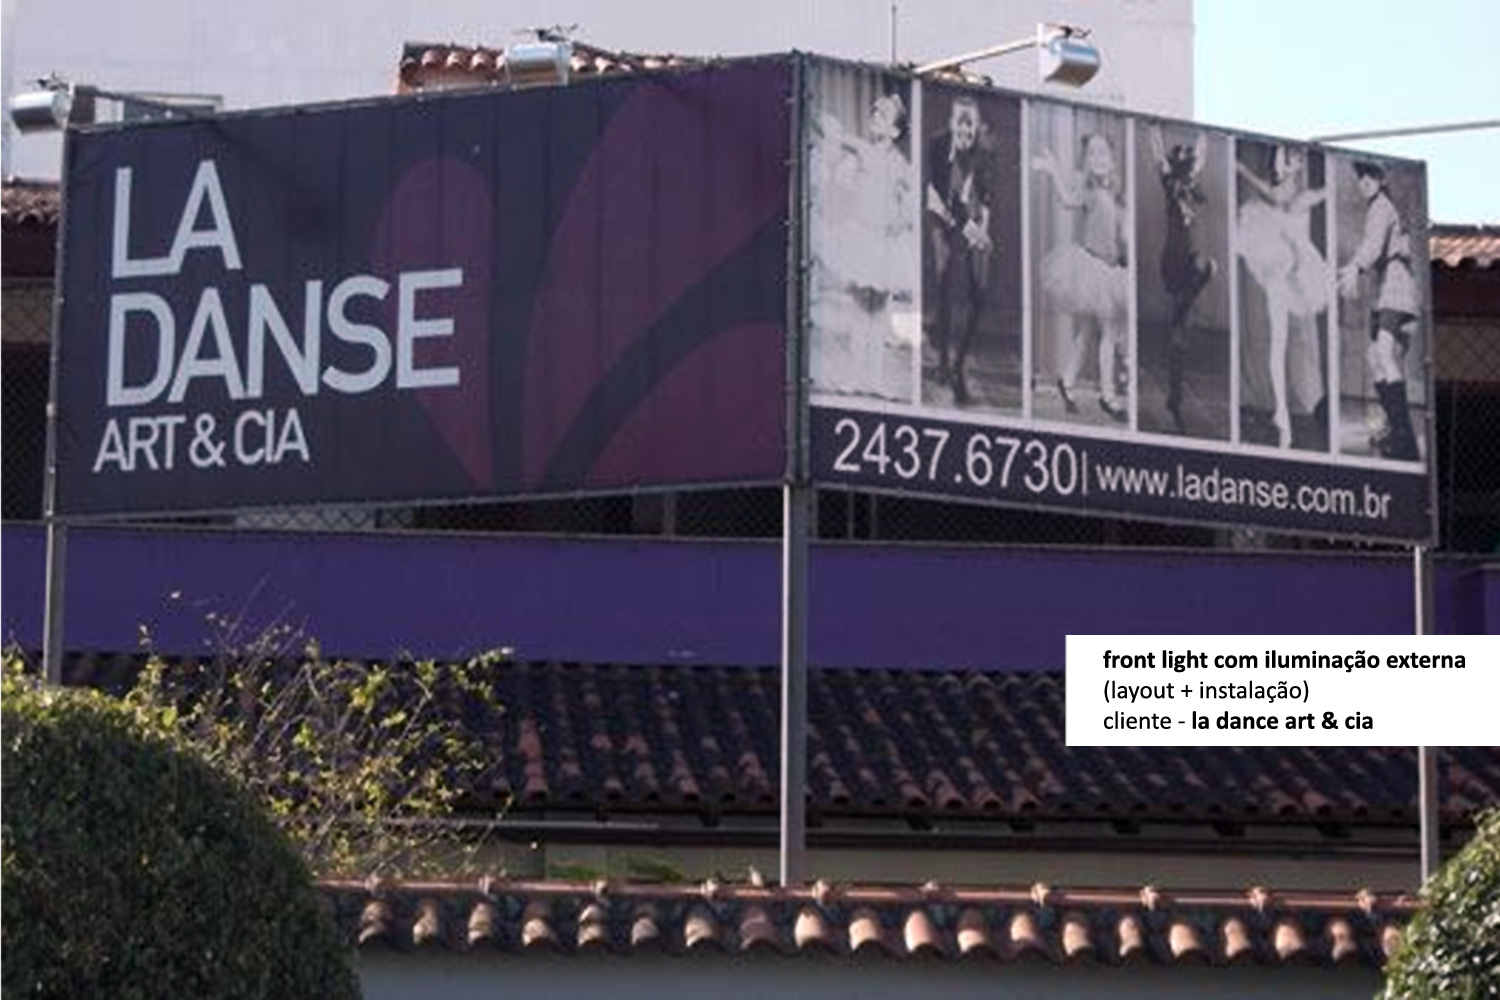 LA
DANSE
ART & CIA
2437.6730| www.ladanse.com.br
front light com iluminação externa
(layout + instalação)
cliente - la dance art & cia